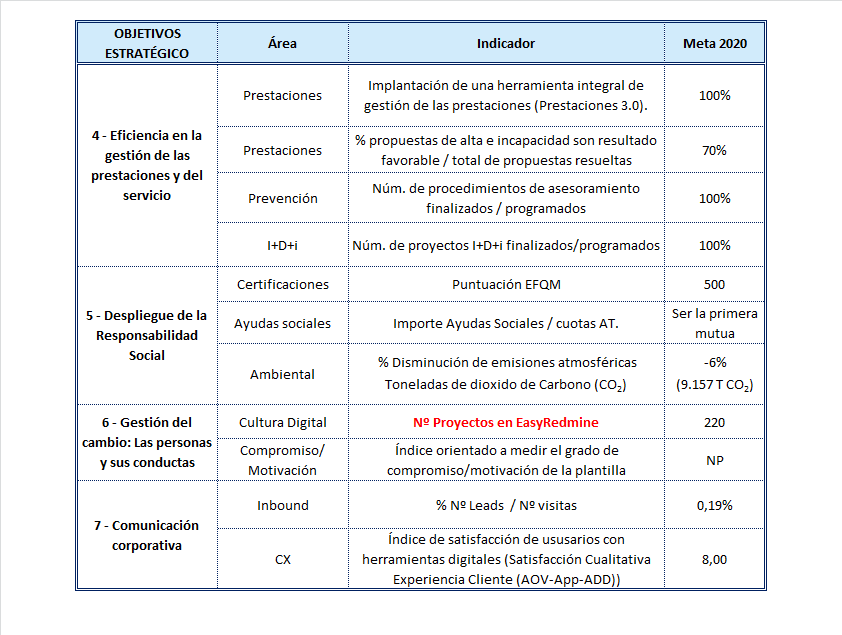 OBJETIVOS
ESTRATÉGICO
Área
Indicador
Meta 2020
4 - Eficiencia en la
gestión de las
prestaciones y del
servicio
Prestaciones
Implantación de una herramienta integral de
gestión de las prestaciones (Prestaciones 3.0).
100%
Prestaciones
% propuestas de alta e incapacidad son resultado
favorable / total de propuestas resueltas
70%
Prevención
Núm. de procedimientos de asesoramiento
finalizados / programados
100%
I+D+i
Núm. de proyectos I+D+i finalizados/programados
100%
5 - Despliegue de la
Responsabilidad
Social
Certificaciones
Puntuación EFQM
500
Ayudas sociales
Importe Ayudas Sociales / cuotas AT.
Ser la primera
mutua
Ambiental
% Disminución de emisiones atmosféricas
Toneladas de dioxido de Carbono (CO₂)
-6%
(9.157 T CO₂)
6 - Gestión del
cambio: Las personas
y sus conductas
Cultura Digital
Nº Proyectos en EasyRedmine
220
Compromiso/
Motivación
Índice orientado a medir el grado de
compromiso/motivación de la plantilla
NP
7 - Comunicación
corporativa
Inbound
% Nº Leads / Nº visitas
0,19%
CX
Índice de satisfacción de ususarios con
herramientas digitales (Satisfacción Cualitativa
Experiencia Cliente (AOV-App-ADD))
8,00